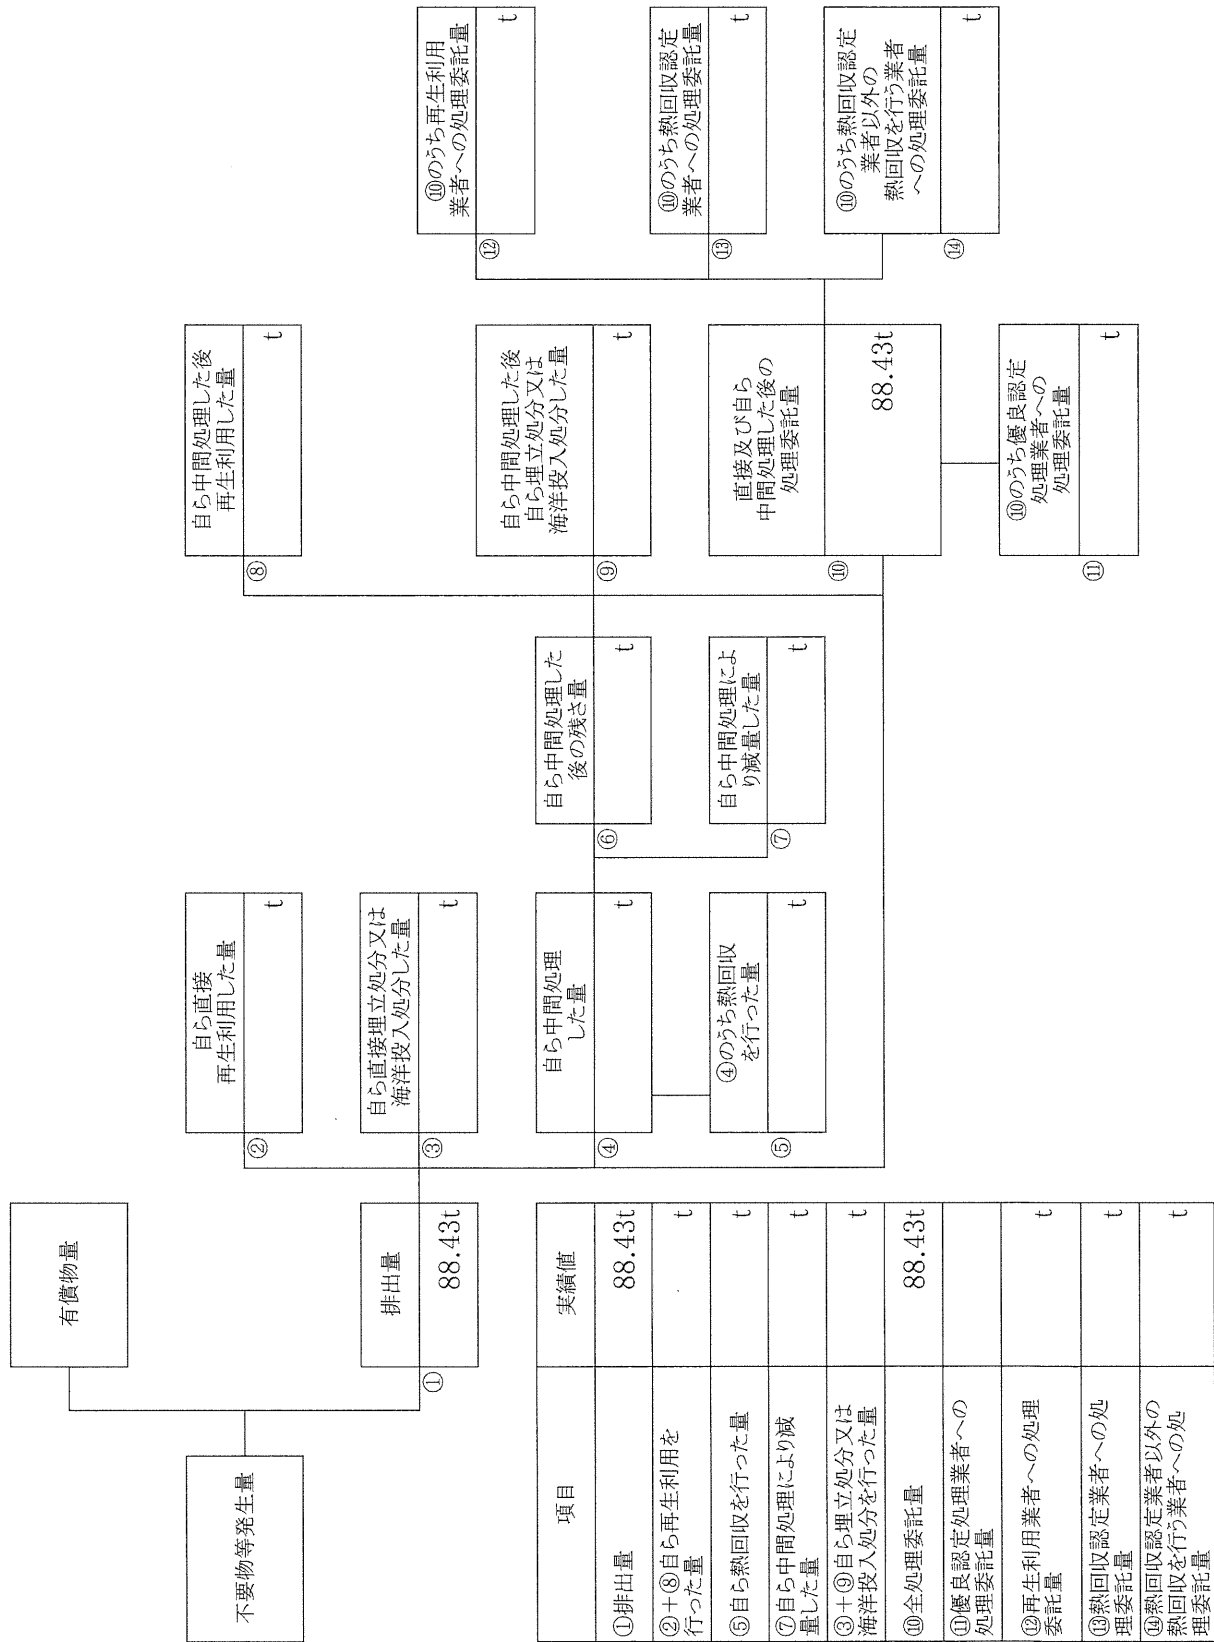 不要物等発生量
有償物量
①
排出量
88.43t
②
自ら直接
再生利用した量
t
③
自ら直接埋立処分又は
海洋投入処分した量
t
④
自ら中間処理
した量
t
⑤
④のうち熱回収
を行った量
t
⑥
自ら中間処理した
後の残さ量
t
⑦
自ら中間処理によ
り減量した量
t
⑧
自ら中間処理した後
再生利用した量
t
⑨
自ら中間処理した後
自ら埋立処分又は
海洋投入処分した量
t
⑩
直接及び自ら
中間処理した後の
処理委託量
88.43t
⑪
⑩のうち優良認定
処理業者への
処理委託量
t
⑫
⑩のうち再生利用
業者への処理委託量
t
⑬
⑩のうち熱回収認定
業者への処理委託量
t
⑭
⑩のうち熱回収認定
業者以外の
熱回収を行う業者
への処理委託量
t
項目 実績値
①排出量 88.43t
②+⑧自ら再生利用を
行った量 t
⑤自ら熱回収を行った量 t
⑦自ら中間処理により減
量した量 t
③+⑨自ら埋立処分又は
海洋投入処分を行った量 t
⑩全処理委託量 88.43t
⑪優良認定処理業者への
処理委託量
⑫再生利用業者への処理
委託量 t
⑬熱回収認定業者への処
理委託量 t
⑭熱回収認定業者以外の
熱回収を行う業者への処
理委託量 t